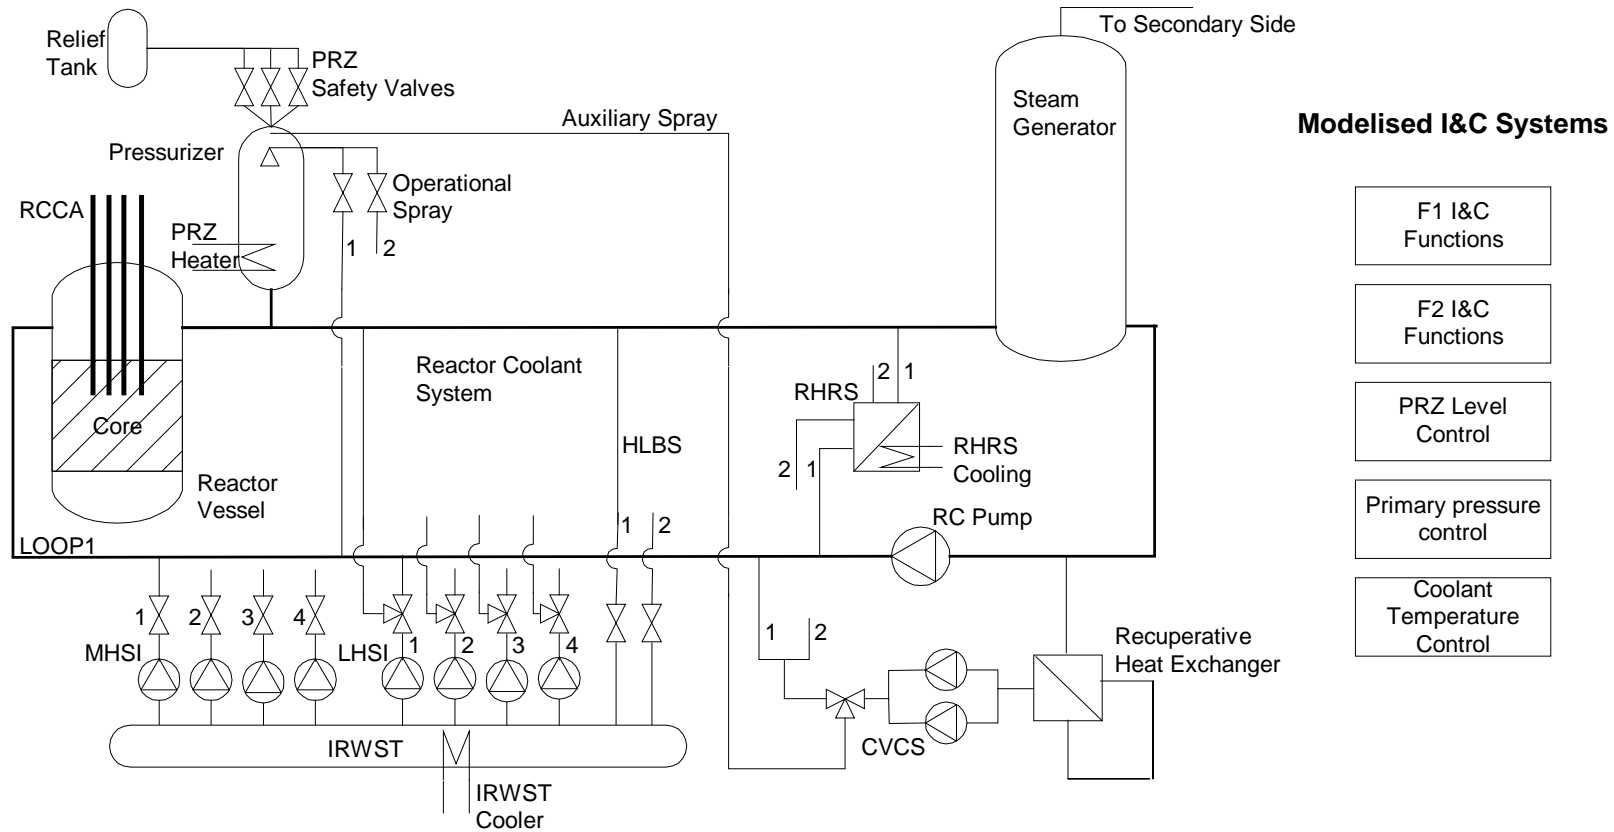 To Secondary Side
Relief
Tank
PRZ
Safety Valves
Auxiliary Spray
Steam
Generator
Modelised I&C Systems
Pressurizer
Operational
Spray
RCCA
PRZ
Heater
1
2
F1 I&C
Functions
F2 I&C
Functions
Reactor Coolant
System
RHRS
2
1
PRZ Level
Control
Core
HLBS
RHRS
Cooling
2
1
Reactor
Vessel
RC Pump
Primary pressure
control
LOOP1
1
2
Coolant
Temperature
Control
1
2
3
4
MHSI
LHSI
1
2
3
4
1
2
Recuperative
Heat Exchanger
IRWST
CVCS
IRWST
Cooler